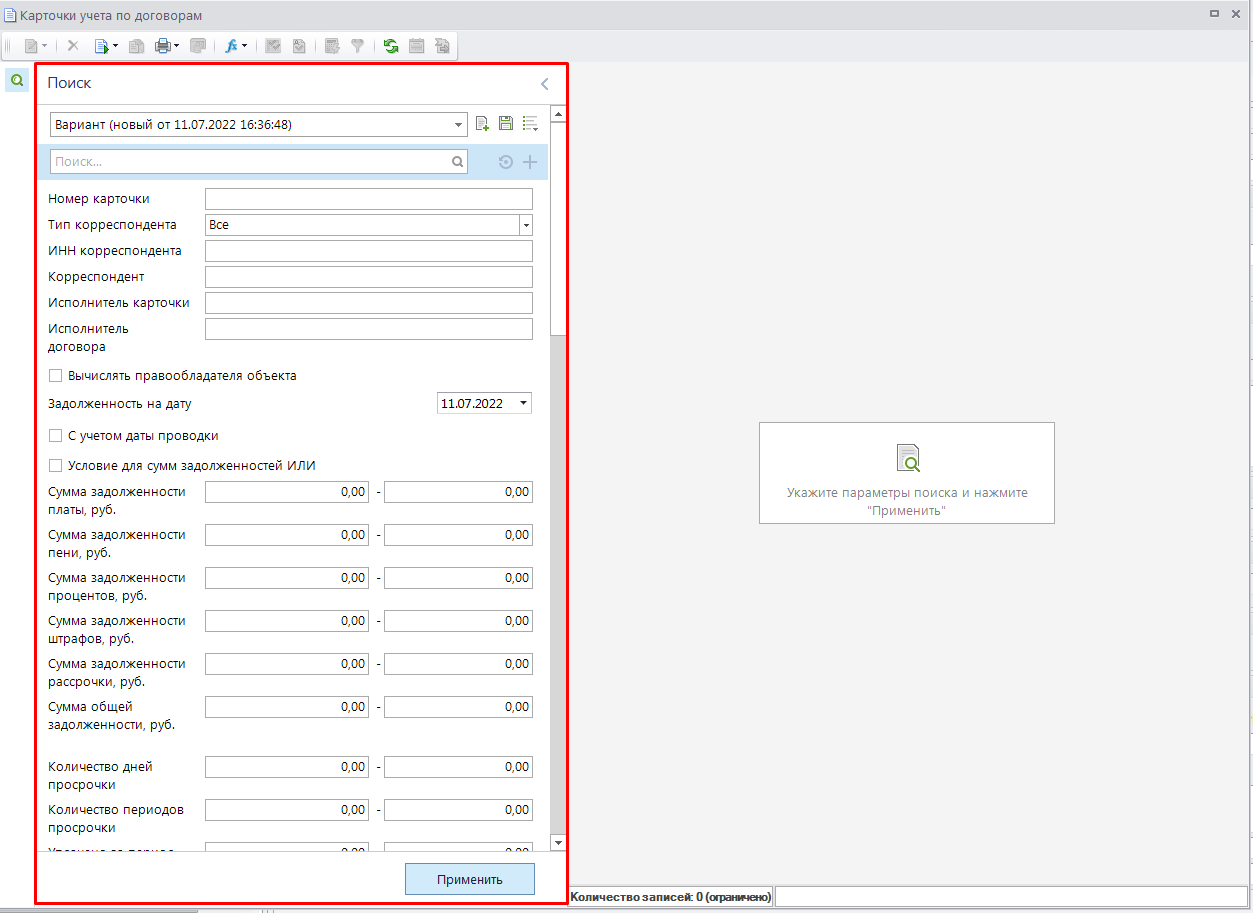 Карточки учета по договорам
Поиск
Вариант (новый от 11.07.2022 16:36:48)
Поиск...
Номер карточки
Тип корреспондента Все
ИНН корреспондента
Корреспондент
Исполнитель карточки
Исполнитель
договора
Вычислять правообладателя объекта
Задолженность на дату 11.07.2022
С учетом даты проводки
Условие для сумм задолженностей ИЛИ
Сумма задолженности
платы, руб.
0,00 - 0,00
Сумма задолженности
пени, руб.
0,00 - 0,00
Сумма задолженности
процентов, руб.
0,00 - 0,00
Сумма задолженности
штрафов, руб.
0,00 - 0,00
Сумма задолженности
рассрочки, руб.
0,00 - 0,00
Сумма общей
задолженности, руб.
0,00 - 0,00
Количество дней
просрочки
0,00 - 0,00
Количество периодов
просрочки
0,00 - 0,00
Применить
Укажите параметры поиска и нажмите
"Применить"
Количество записей: 0 (ограничено)